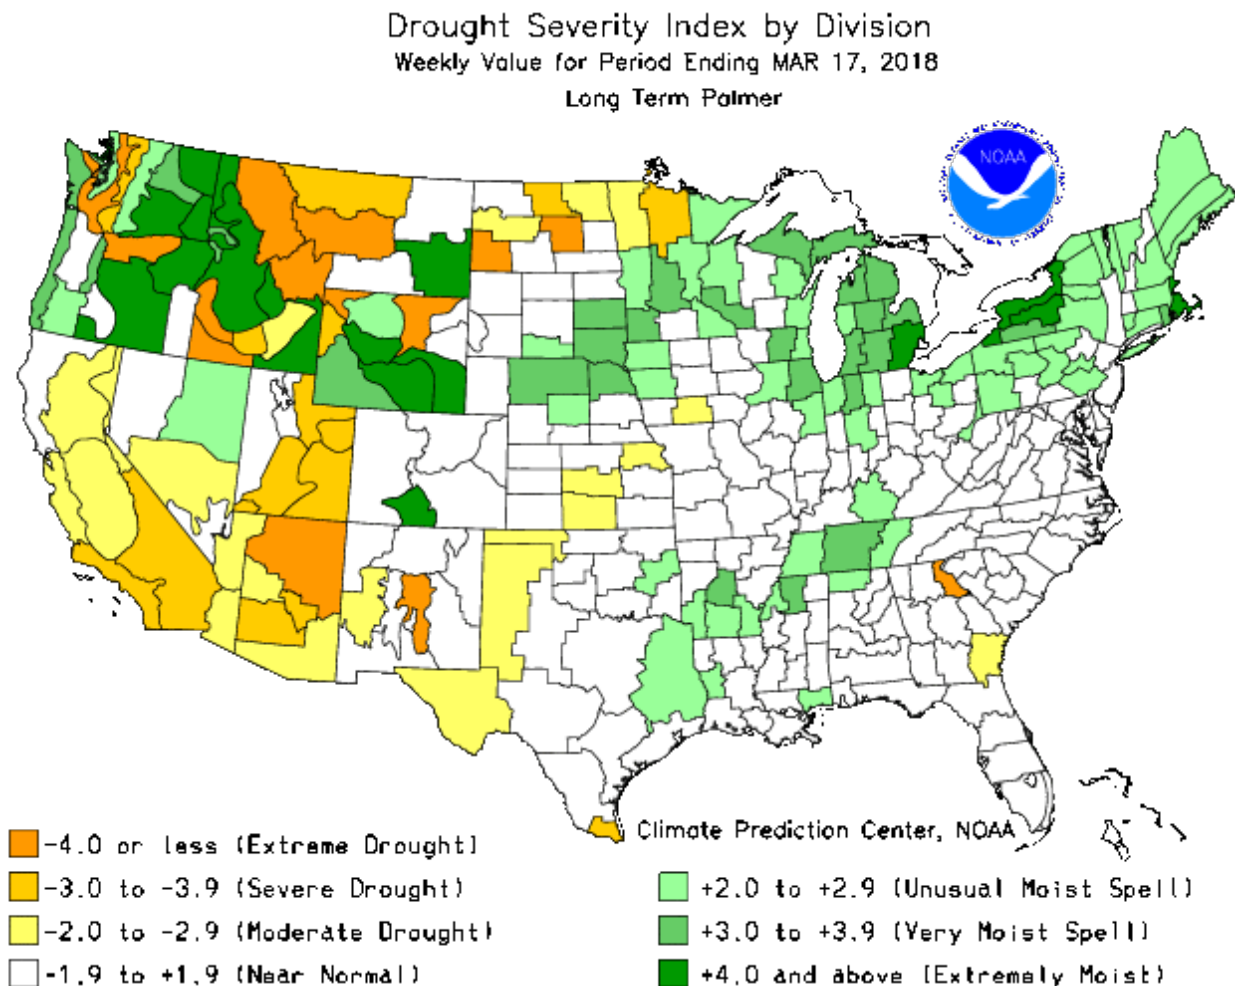 Drought Severity Index by Division
Weekly Value for Period Ending MAR 17, 2018
Long Term Palmer
NOAA
Climate Prediction Center, NOAA
-4.0 or less (Extreme Drought)
-3.0 to -3.9 (Severe Drought)
-2.0 to -2.9 (Moderate Drought)
-1.9 to +1.9 (Near Normal)
+2.0 to +2.9 (Unusual Moist Spell)
+3.0 to +3.9 (Very Moist Spell)
+4.0 and above (Extremely Moist)